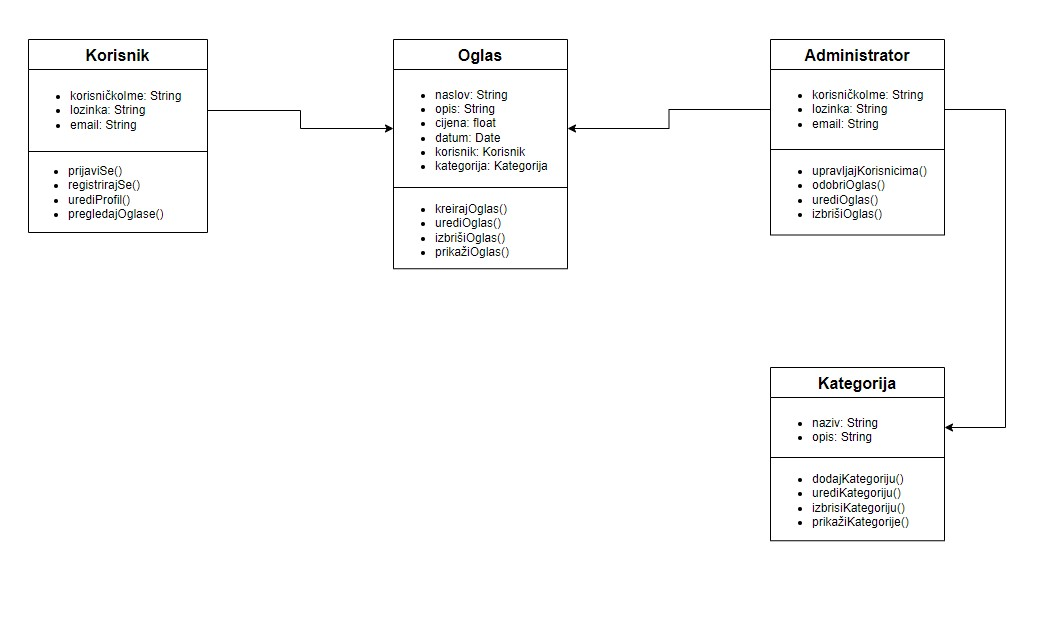 Korisnik
korisničkoIme: String
lozinka: String
email: String
prijaviSe()
registrirajSe()
urediProfil()
pregledajOglase()
Oglas
naslov: String
opis: String
cijena: float
datum: Date
korisnik: Korisnik
kategorija: Kategorija
kreirajOglas()
urediOglas()
izbrišiOglas()
prikažiOglas()
Administrator
korisničkoIme: String
lozinka: String
email: String
upravljajKorisnicima()
odobriOglas()
urediOglas()
izbrišiOglas()
Kategorija
naziv: String
opis: String
dodajKategoriju()
urediKategoriju()
izbrisiKategoriju()
prikažiKategorije()